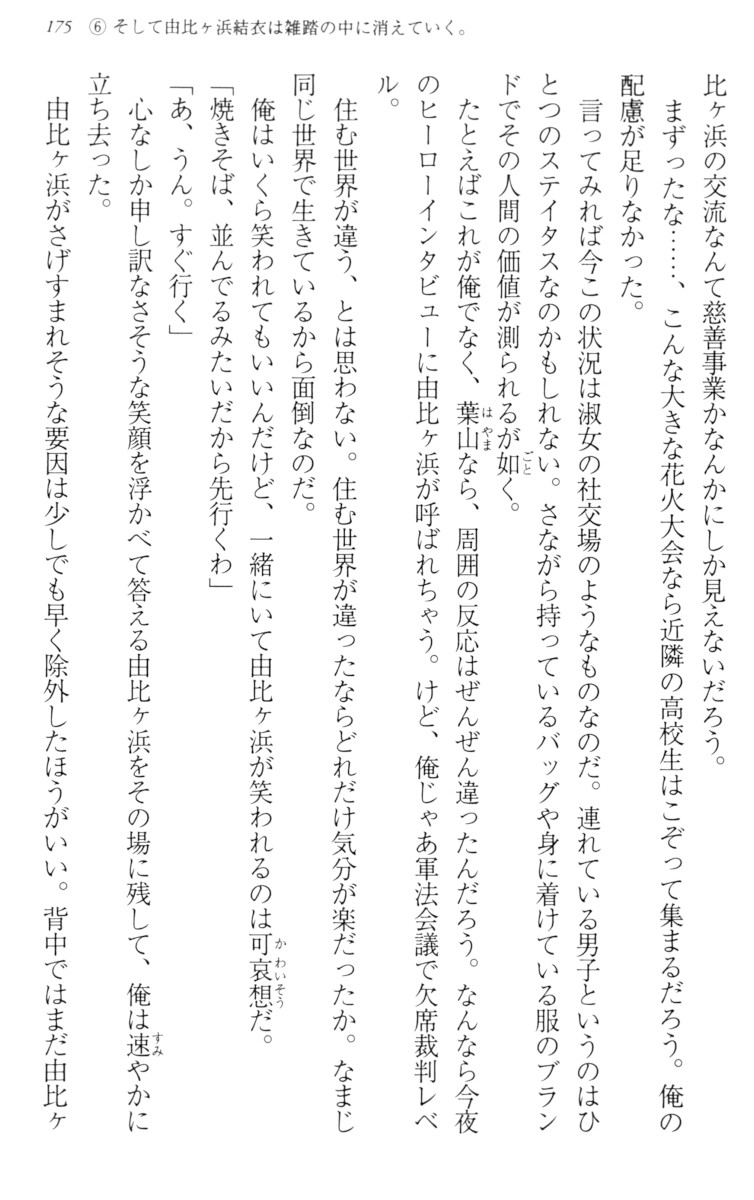 175 ⑥ そして由比ヶ浜結衣は雑踏の中に消えていく。
比ヶ浜の交流なんて慈善事業かなんかにしか見えないだろう。
まずったな……、こんな大きな花火大会なら近隣の高校生はこぞって集まるだろう。俺の
配慮が足りなかった。
言ってみれば今この状況は淑女の社交場のようなものなのだ。連れている男子というのはひ
とつのステイタスなのかもしれない。さながら持っているバッグや身に着けている服のブラン
ドでその人間の価値が測られるが如く。
たとえばこれが俺でなく、葉山なら、周囲の反応はぜんぜん違ったんだろう。なんなら今夜
のヒーローインタビューに由比ヶ浜が呼ばれちゃう。けど、俺じゃあ軍法会議で欠席裁判レベ
ル。
住む世界が違う、とは思わない。住む世界が違ったならどれだけ気分が楽だったか。なまじ
同じ世界で生きているから面倒なのだ。
俺はいくら笑われてもいいんだけど、一緒にいて由比ヶ浜が笑われるのは可哀想だ。
「焼きそば、並んでるみたいだから先行くわ」
「あ、うん。すぐ行く」
心なしか申し訳なさそうな笑顔を浮かべて答える由比ヶ浜をその場に残して、俺は速やかに
立ち去った。
由比ヶ浜がさげすまれそうな要因は少しでも早く除外したほうがいい。背中ではまだ由比ヶ